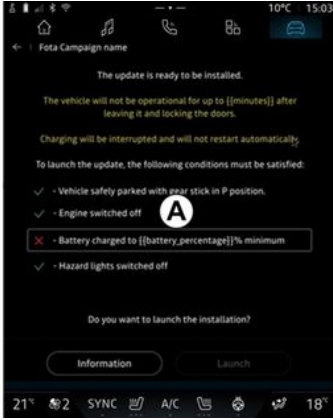 10°C 15:03
← Fota Campaign name
The update is ready to be installed.
The vehicle will not be operational for up to [[minutes]] after
leaving it and locking the doors.
Charging will be interrupted and will not restart automatically.
To launch the update, the following conditions must be satisfied:
- Vehicle safely parked with gear stick in P position.
- Engine switched off
A
- Battery charged to [[battery_percentage]]% minimum
- Hazard lights switched off
Do you want to launch the installation?
Information Launch
21° 2 SYNC A/C 18°